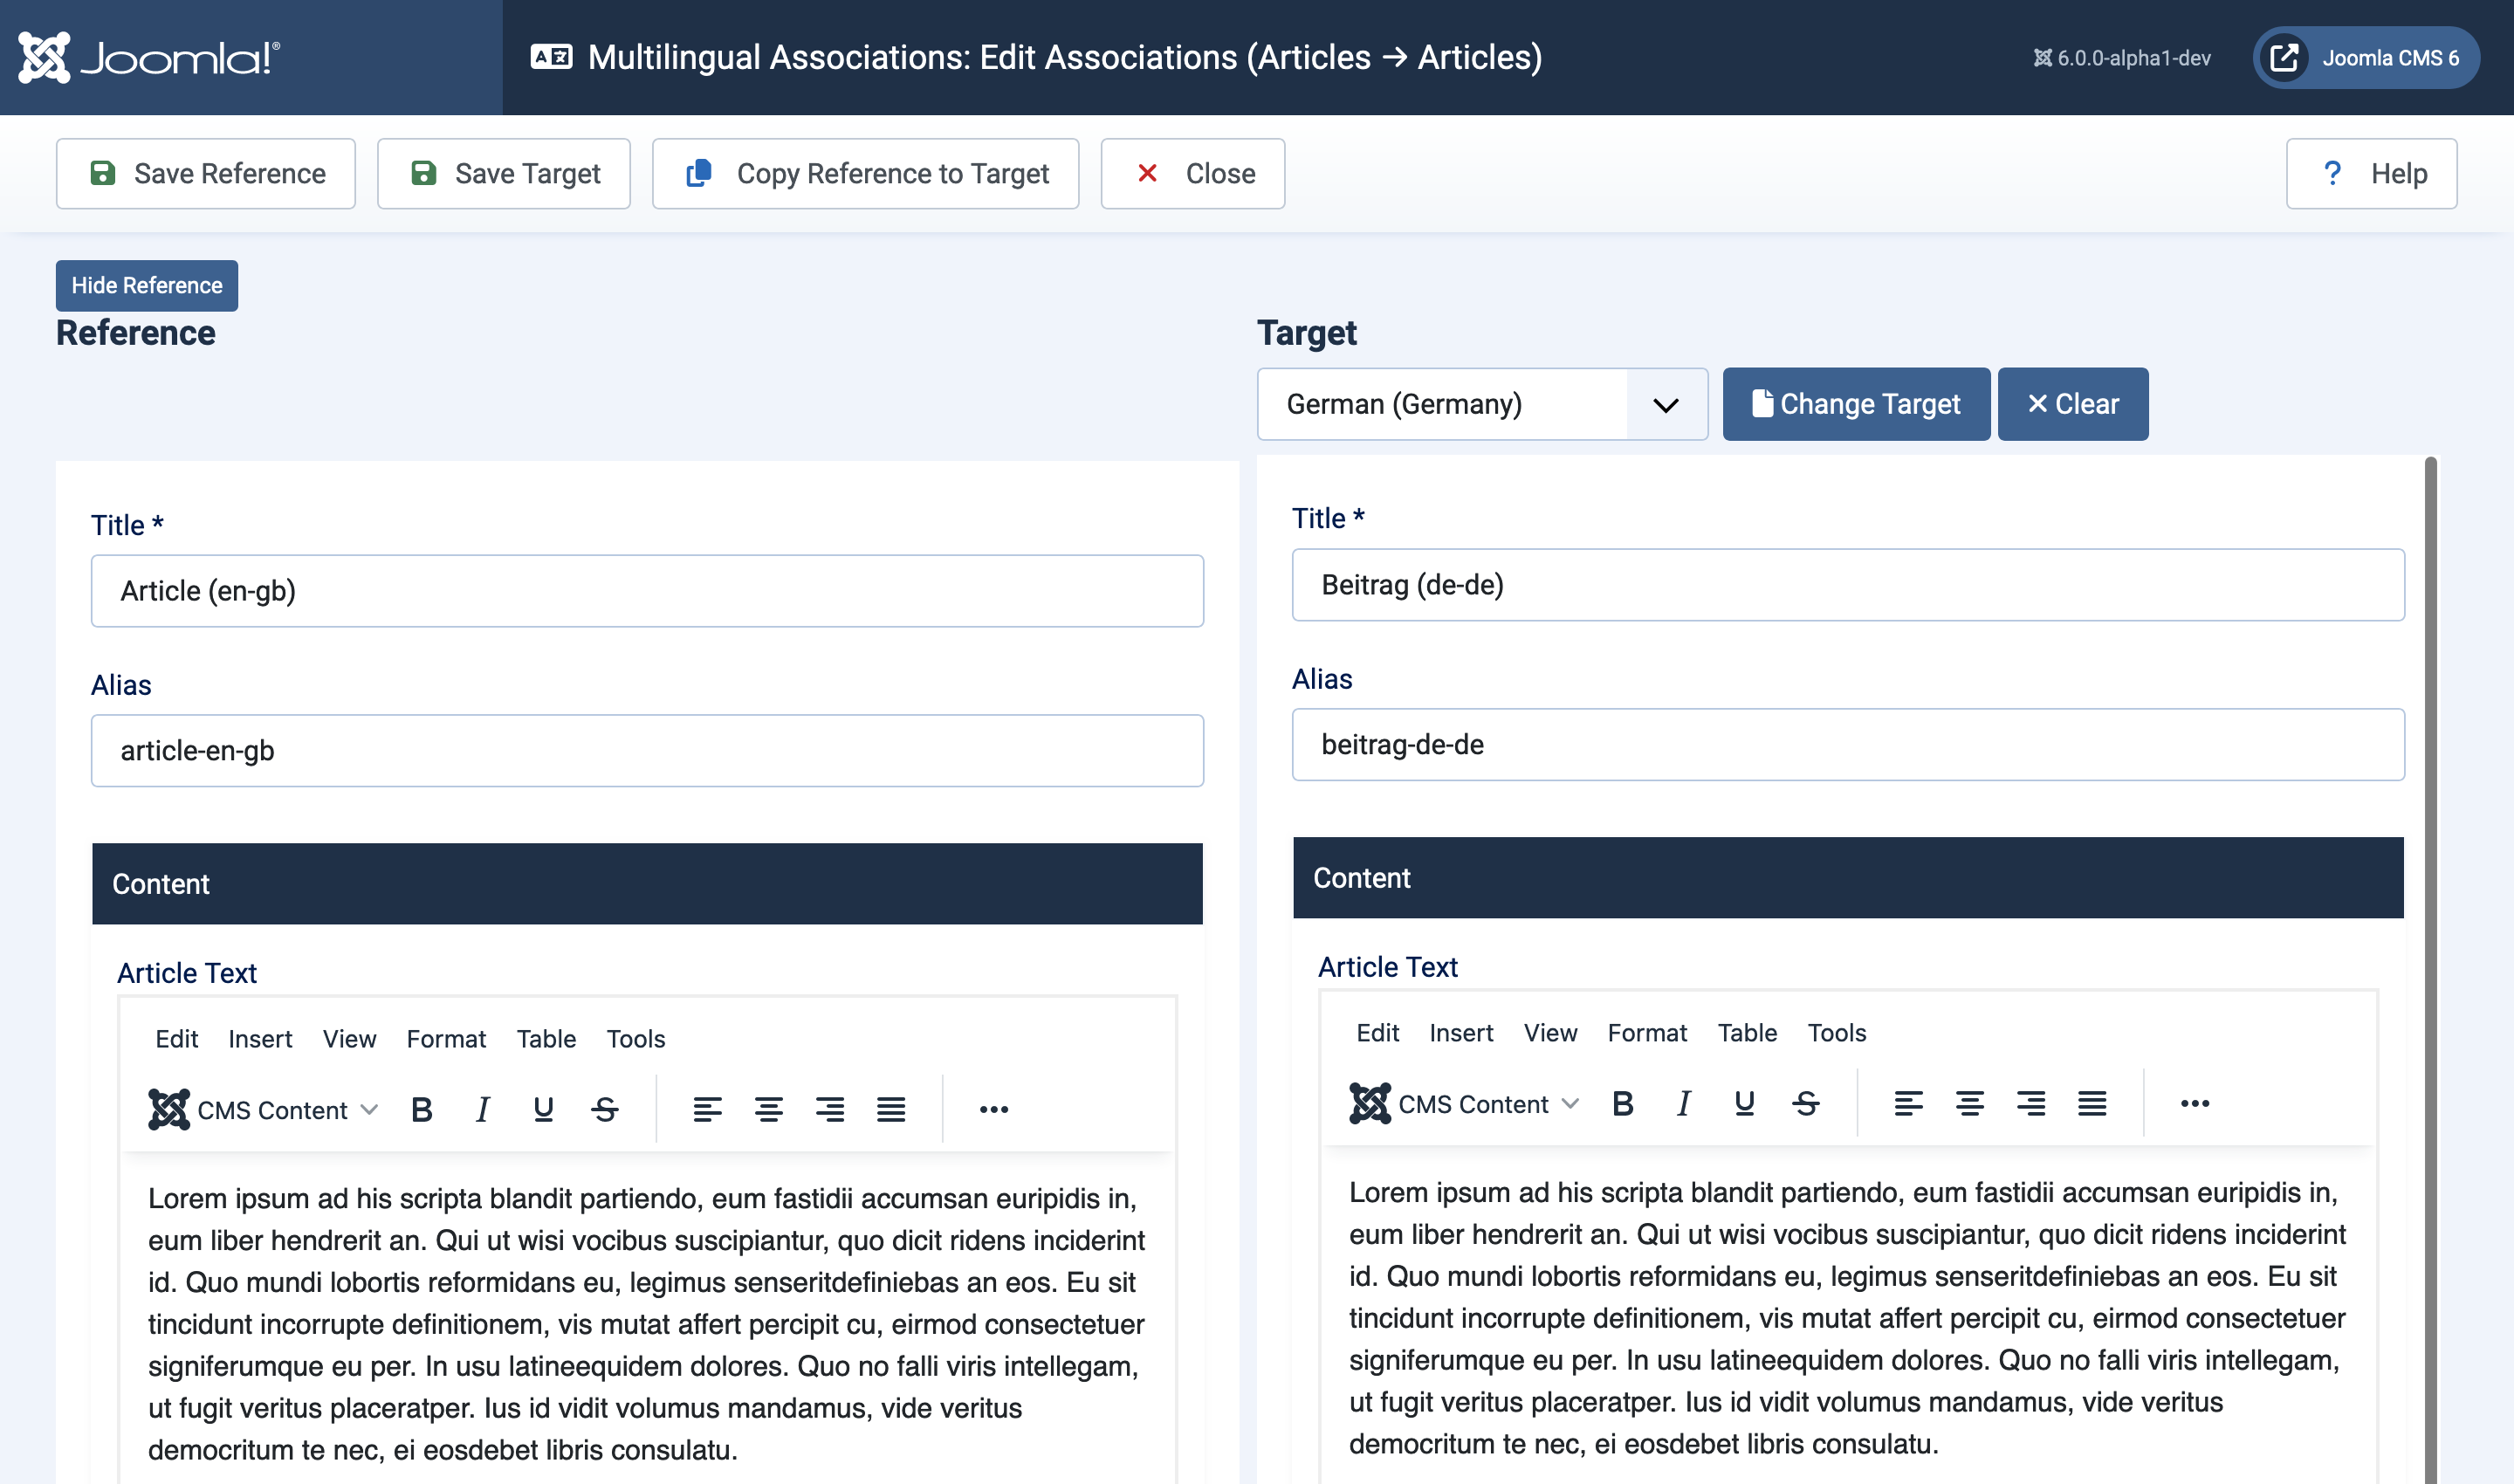 Joomla!®
Multilingual Associations: Edit Associations (Articles → Articles)
6.0.0-alpha1-dev
Joomla CMS 6
Save Reference
Save Target
Copy Reference to Target
Close
? Help
Hide Reference
Reference
Title *
Article (en-gb)
Alias
article-en-gb
Content
Article Text
Edit Insert View Format Table Tools
CMS Content B I U S
Lorem ipsum ad his scripta blandit partiendo, eum fastidii accumsan euripidis in,
eum liber hendrerit an. Qui ut wisi vocibus suscipiantur, quo dicit ridens inciderint
id. Quo mundi lobortis reformidans eu, legimus senseritdefiniebas an eos. Eu sit
tincidunt incorrupte definitionem, vis mutat affert percipit cu, eirmod consectetuer
signiferumque eu per. In usu latineequidem dolores. Quo no falli viris intellegam,
ut fugit veritus placeratper. Ius id vidit volumus mandamus, vide veritus
democritum te nec, ei eosdebet libris consulatu.
Target
German (Germany)
Change Target
Clear
Title *
Beitrag (de-de)
Alias
beitrag-de-de
Content
Article Text
Edit Insert View Format Table Tools
CMS Content B I U S
Lorem ipsum ad his scripta blandit partiendo, eum fastidii accumsan euripidis in,
eum liber hendrerit an. Qui ut wisi vocibus suscipiantur, quo dicit ridens inciderint
id. Quo mundi lobortis reformidans eu, legimus senseritdefiniebas an eos. Eu sit
tincidunt incorrupte definitionem, vis mutat affert percipit cu, eirmod consectetuer
signiferumque eu per. In usu latineequidem dolores. Quo no falli viris intellegam,
ut fugit veritus placeratper. Ius id vidit volumus mandamus, vide veritus
democritum te nec, ei eosdebet libris consulatu.